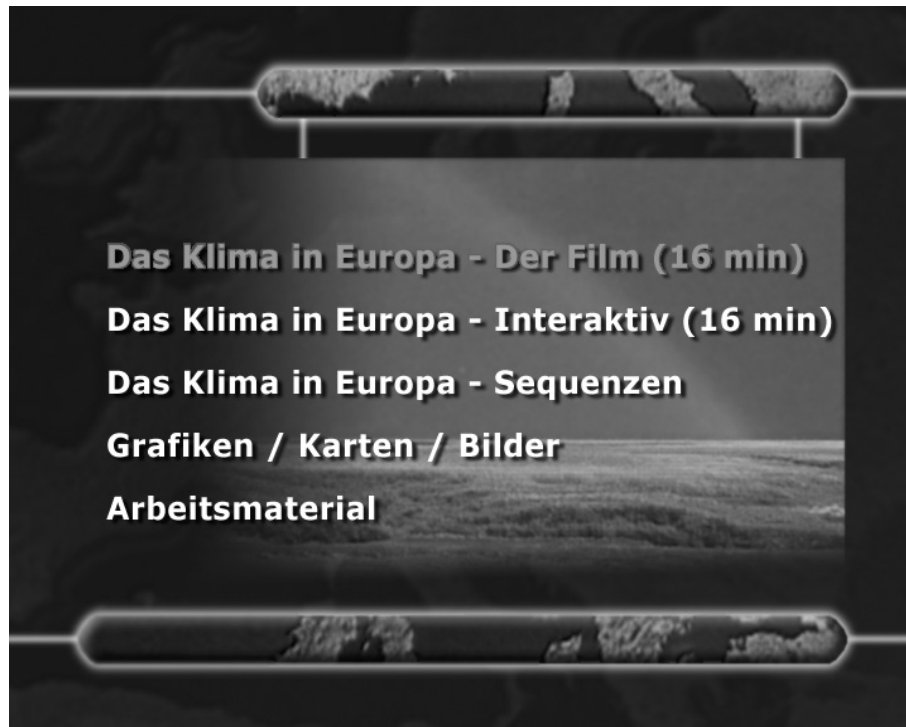 Das Klima in Europa - Der Film (16 min)
Das Klima in Europa - Interaktiv (16 min)
Das Klima in Europa - Sequenzen
Grafiken / Karten / Bilder
Arbeitsmaterial